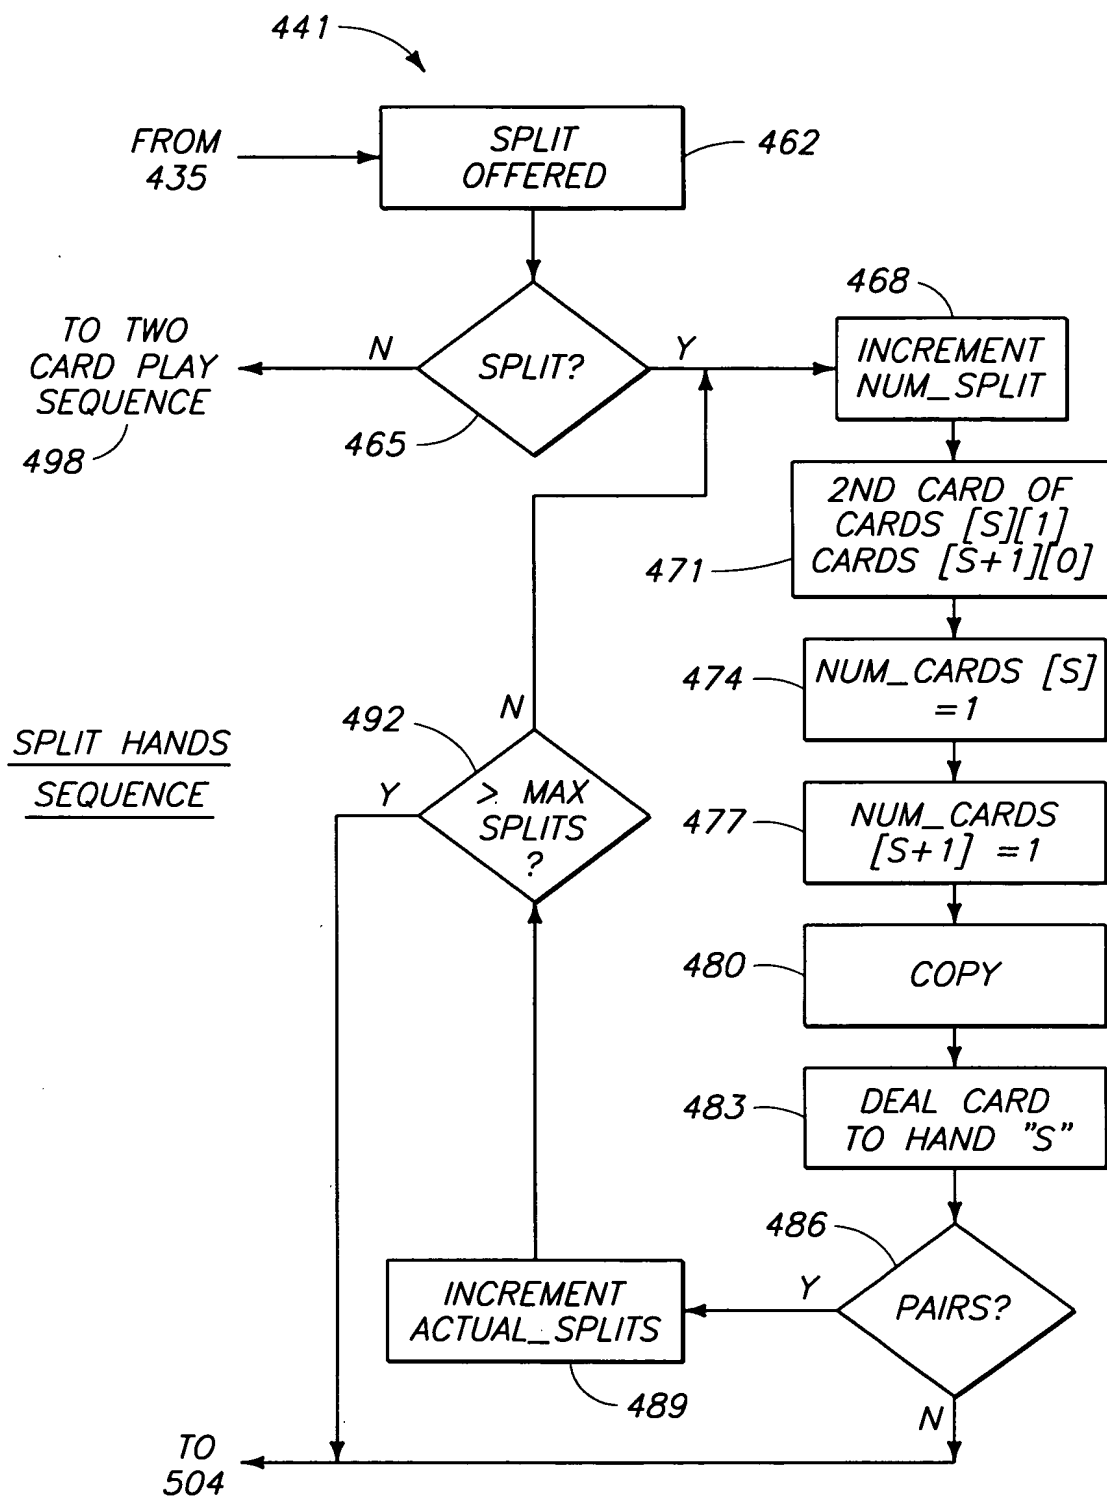 441
FROM
435
SPLIT
OFFERED
462
TO TWO
CARD PLAY
SEQUENCE
498
N
SPLIT?
Y
465
468
INCREMENT
NUM_SPLIT
2ND CARD OF
CARDS [S][1]
CARDS [S+1][0]
471
474
NUM_CARDS [S]
=1
477
NUM_CARDS
[S+1] =1
480
COPY
483
DEAL CARD
TO HAND "S"
486
PAIRS?
Y
N
INCREMENT
ACTUAL_SPLITS
489
492
> MAX
SPLITS
?
N
Y
SPLIT HANDS
SEQUENCE
TO
504